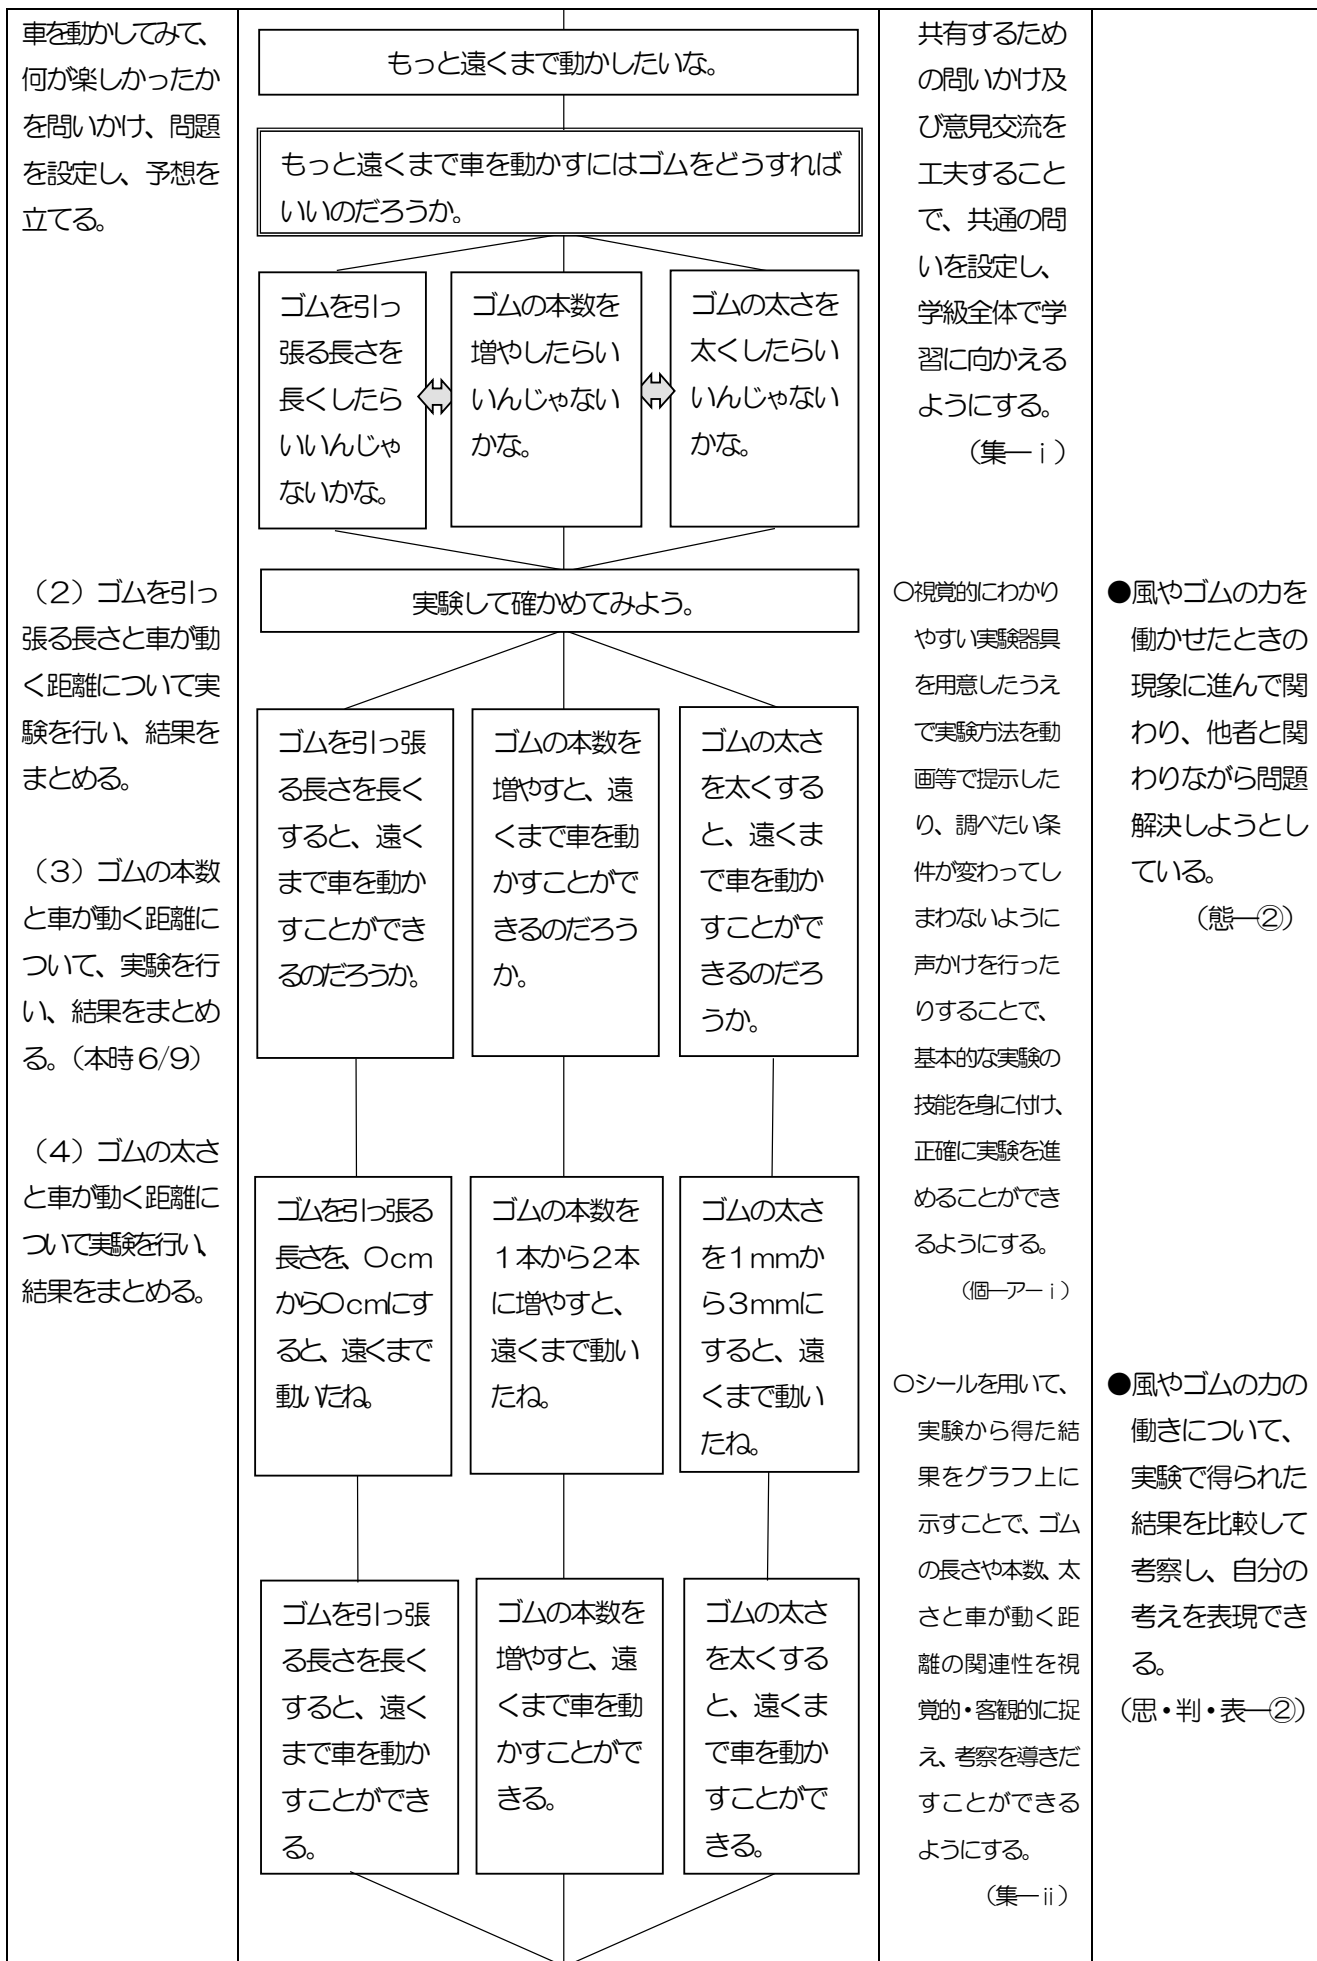 車を動かしてみて、
何が楽しかったか
を問いかけ、問題
を設定し、予想を
立てる。
(2)ゴムを引っ
張る長さと車が動
く距離について実
験を行い、結果を
まとめる。
(3)ゴムの本数
と車が動く距離に
ついて、実験を行
い、結果をまとめ
る。(本時6/9)
(4)ゴムの太さ
と車が動く距離に
ついて実験を行い、
結果をまとめる。
もっと遠くまで動かしたいな。
もっと遠くまで車を動かすにはゴムをどうすれば
いいのだろうか。
ゴムを引っ
張る長さを
長くしたら
いいんじゃ
ないかな。
ゴムの本数を
増やしたらい
いんじゃない
かな。
ゴムの太さを
太くしたらい
いんじゃない
かな。
実験して確かめてみよう。
ゴムを引っ張
る長さを長く
すると、遠く
まで車を動か
すことができ
るのだろうか。
ゴムの本数を
増やすと、遠
くまで車を動
かすことがで
きるのだろう
か。
ゴムの太さ
を太くする
と、遠くま
で車を動か
すことがで
きるのだろ
うか。
ゴムを引っ張る
長さを、〇cm
から〇cmにす
ると、遠くまで
動いたね。
ゴムの本数を
1本から2本
に増やすと、
遠くまで動い
たね。
ゴムの太さ
を1mmか
ら3mmに
すると、遠
くまで動い
たね。
ゴムを引っ張
る長さを長く
すると、遠く
まで車を動か
すことができ
る。
ゴムの本数を
増やすと、遠
くまで車を動
かすことがで
きる。
ゴムの太さ
を太くする
と、遠くま
で車を動か
すことがで
きる。
共有するため
の問いかけ及
び意見交流を
工夫すること
で、共通の問
いを設定し、
学級全体で学
習に向かえる
ようにする。
(集―ⅰ)
〇視覚的にわかり
やすい実験器具
を用意したうえ
で実験方法を動
画等で提示した
り、調べたい条
件が変わってし
まわないように
声かけを行った
りすることで、
基本的な実験の
技能を身に付け、
正確に実験を進
めることができ
るようにする。
(個―アーⅰ)
〇シールを用いて、
実験から得た結
果をグラフ上に
示すことで、ゴム
の長さや本数、太
さと車が動く距
離の関連性を視
覚的・客観的に捉
え、考察を導きだ
すことができる
ようにする。
(集―ⅱ)
●風やゴムの力を
働かせたときの
現象に進んで関
わり、他者と関
わりながら問題
解決しようとし
ている。
(態―②)
●風やゴムの力の
働きについて、
実験で得られた
結果を比較して
考察し、自分の
考えを表現でき
る。
(思・判・表―②)